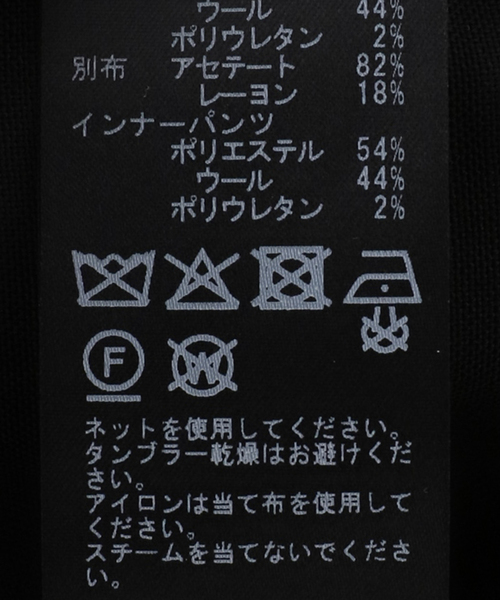 ウール 44%
ポリウレタン 2%
別布 アセテート 82%
レーヨン 18%
インナーパンツ
ポリエステル 54%
ウール 44%
ポリウレタン 2%
F W
ネットを使用してください。
タンブラー乾燥はお避けくだ
さい。
アイロンは当て布を使用して
ください。
スチームを当てないでくださ
い。